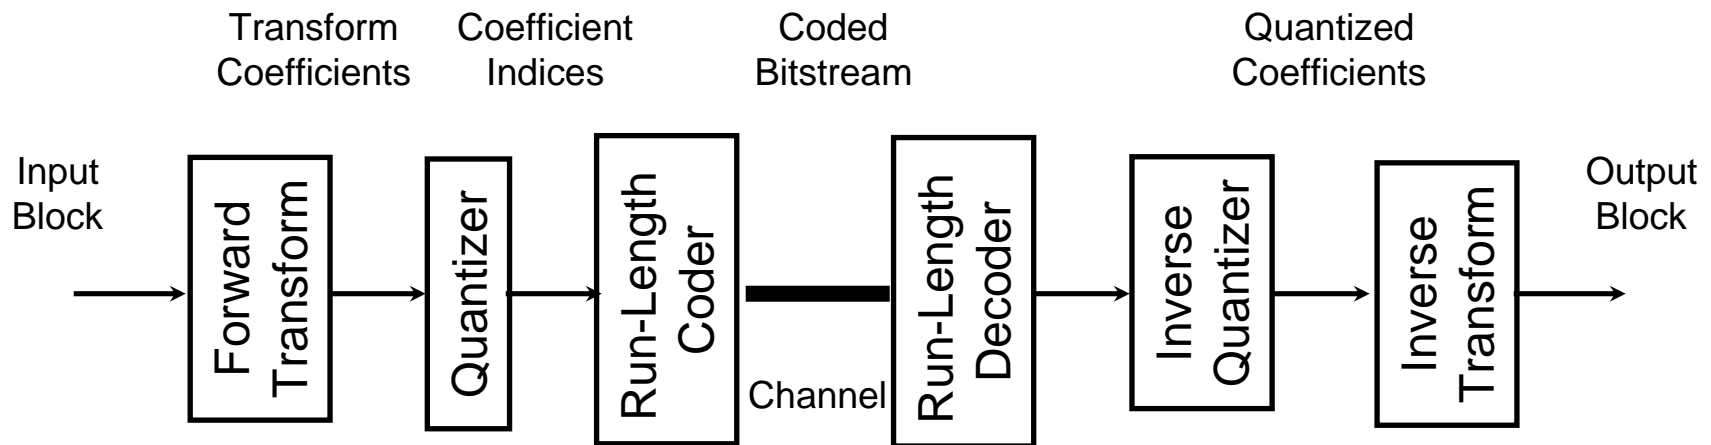 Transform
Coefficients
Coefficient
Indices
Coded
Bitstream
Quantized
Coefficients
Input
Block
Forward
Transform
Quantizer
Run-Length
Coder
Channel
Run-Length
Decoder
Inverse
Quantizer
Inverse
Transform
Output
Block